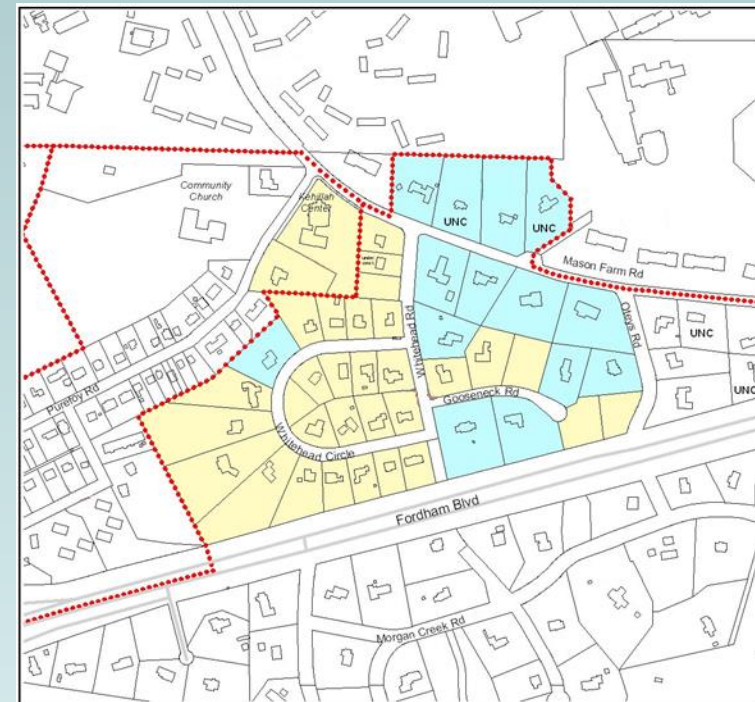 Community
Church
Kehillah
Center
UNC
UNC
Mason Farm Rd
Whitehead Rd
Oteys Rd
UNC
Purefoy Rd
Gooseneck Rd
UNC
Whitehead Circle
Fordham Blvd
Morgan Creek Rd